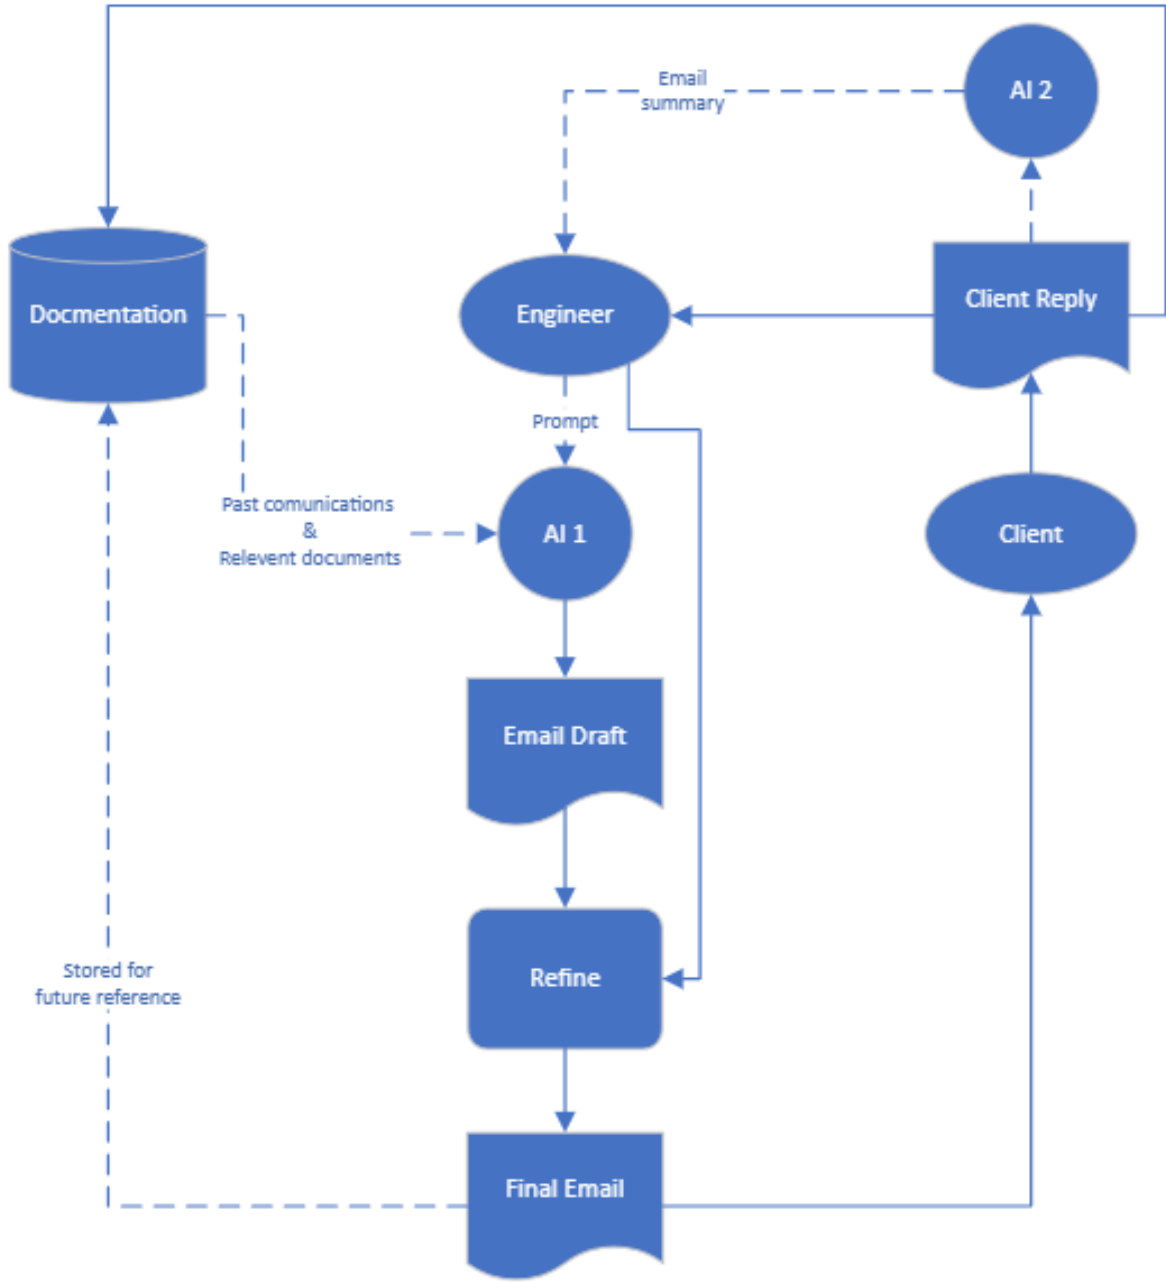 Email
summary
AI 2
Docmentation
Engineer
Client Reply
Prompt
Past comunications
&
Relevent documents
AI 1
Client
Email Draft
Stored for
future reference
Refine
Final Email